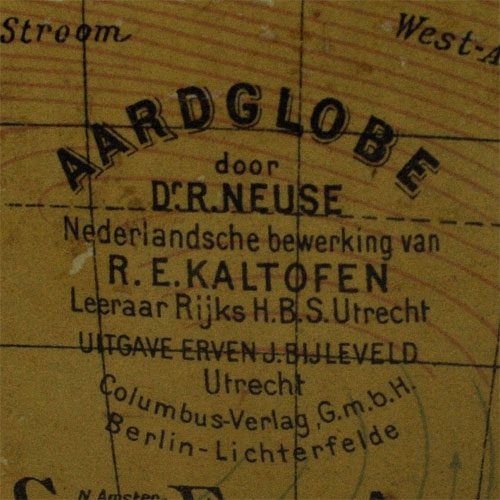 Stroom
West-A
AARDGLOBE
door
Dr. R. NEUSE
Nederlandsche bewerking van
R. E. KALTOFEN
Leeraar Rijks H.B.S. Utrecht
UITGAVE ERVEN J. BIJLEVELD
Utrecht
Columbus-Verlag, G.m.b.H.
Berlin-Lichterfelde
N. Amster